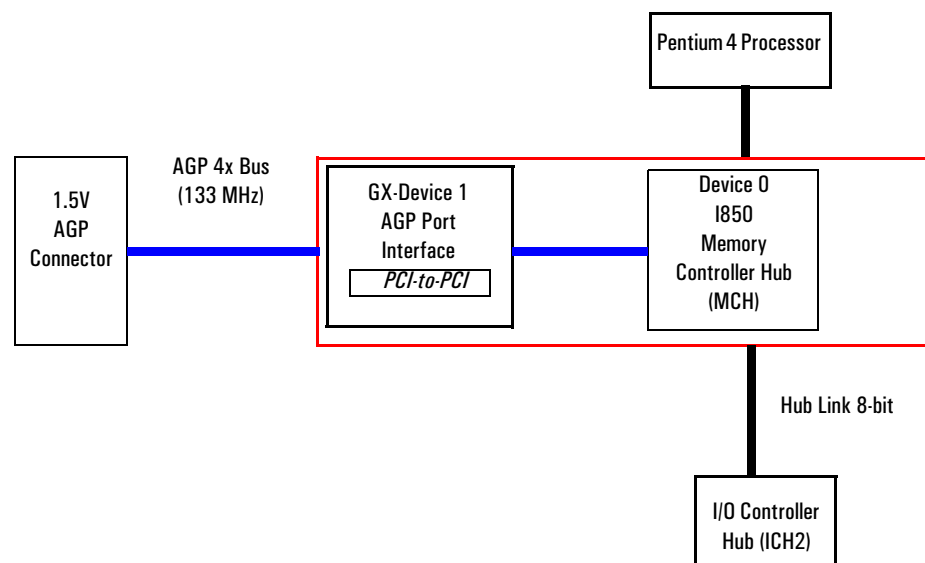 Pentium 4 Processor
AGP 4x Bus
(133 MHz)
1.5V
AGP
Connector
GX-Device 1
AGP Port
Interface
PCI-to-PCI
Device 0
I850
Memory
Controller Hub
(MCH)
Hub Link 8-bit
I/O Controller
Hub (ICH2)